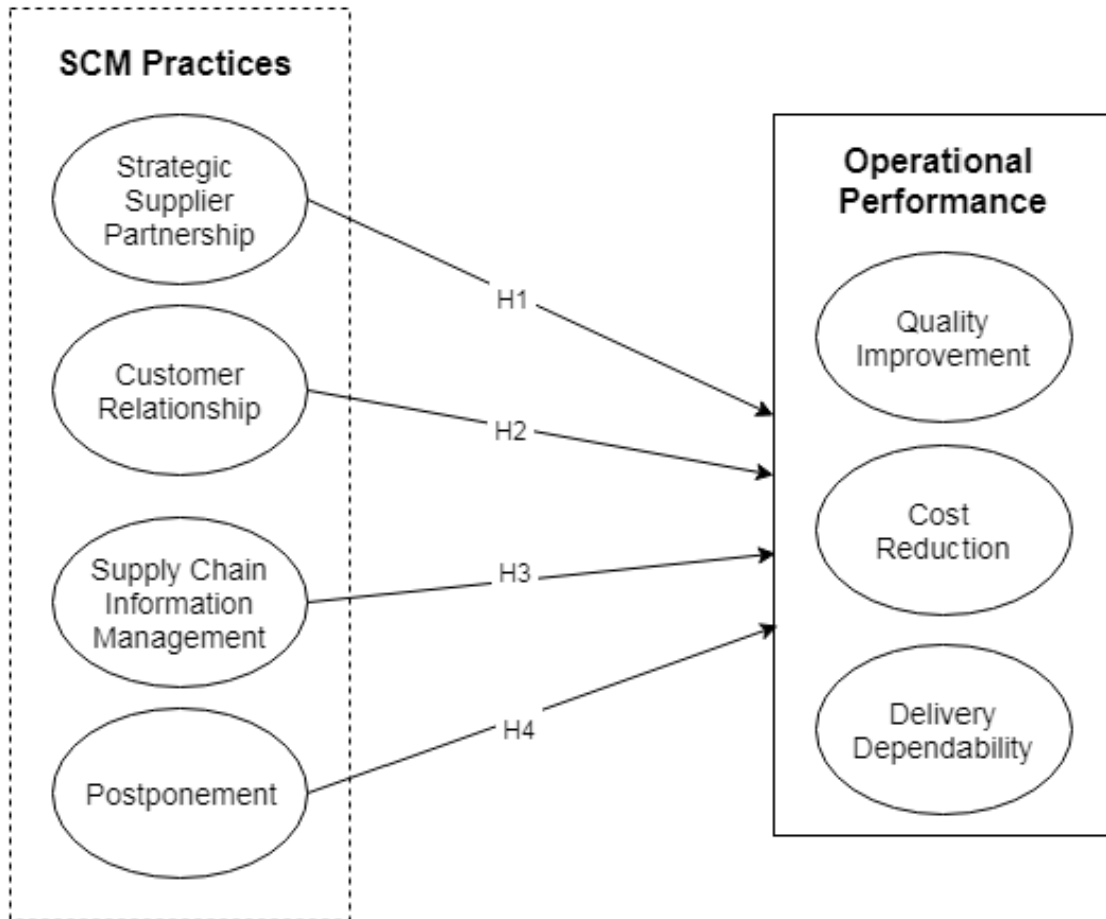 SCM Practices
Strategic
Supplier
Partnership
Customer
Relationship
Supply Chain
Information
Management
Postponement
H1
H2
H3
H4
Operational
Performance
Quality
Improvement
Cost
Reduction
Delivery
Dependability